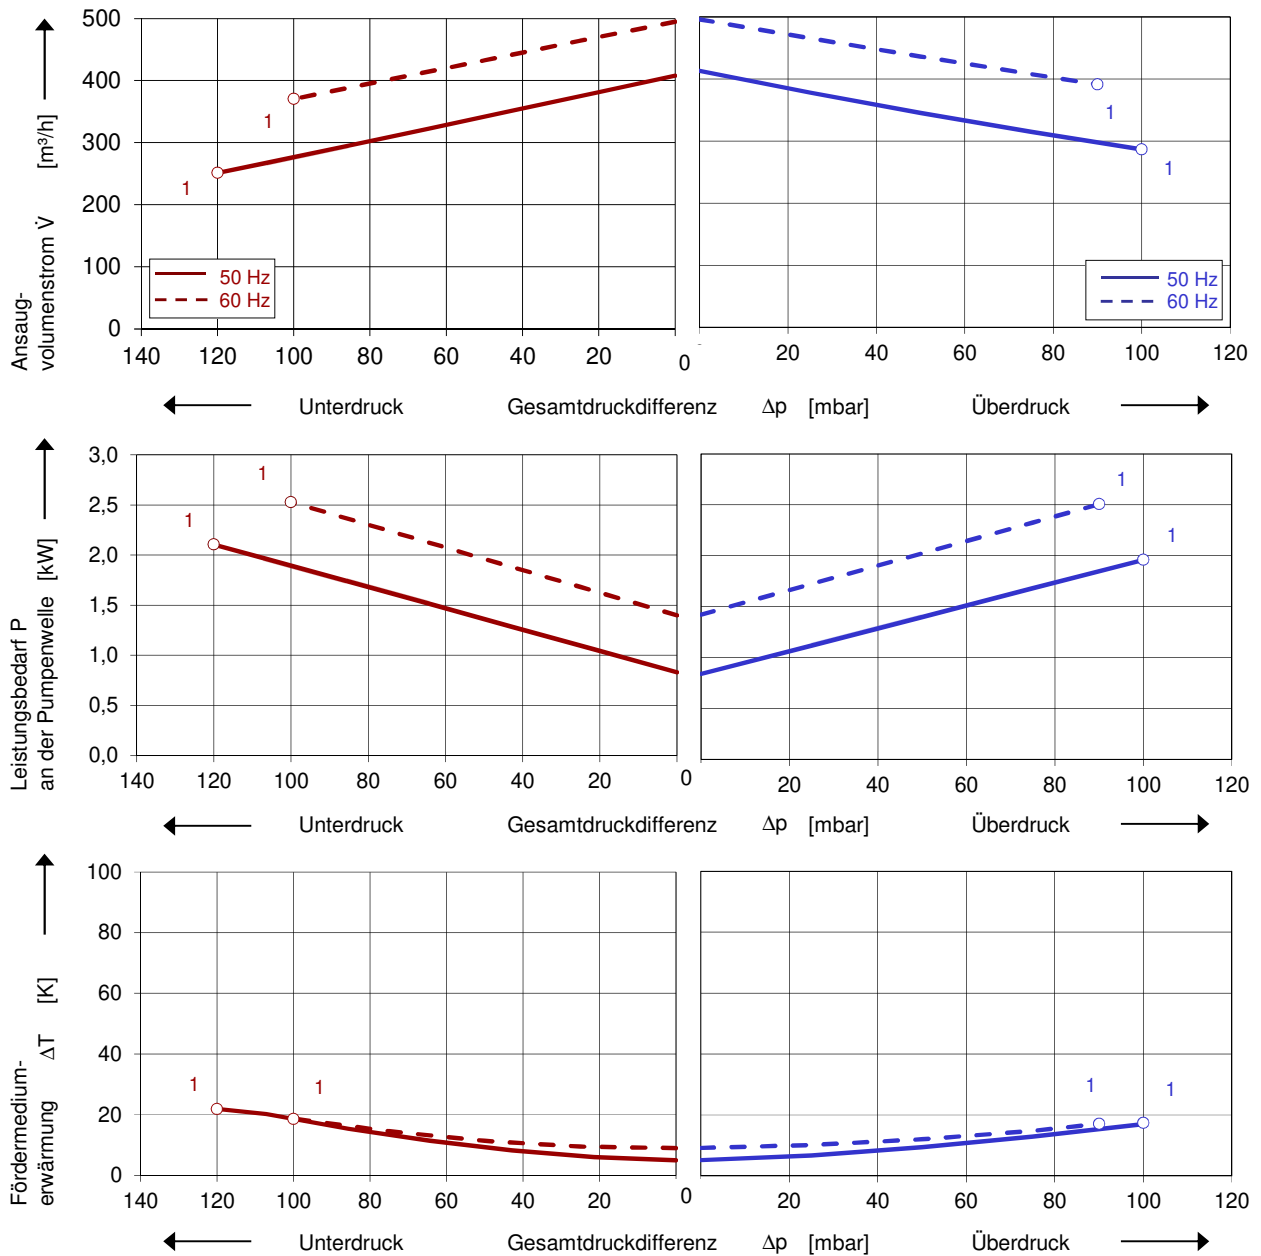 Ansaug-
volumenstrom V̇ [m³/h]
500
400
300
200
100
0
1
1
1
1
50 Hz
60 Hz
50 Hz
60 Hz
140 120 100 80 60 40 20 0 20 40 60 80 100 120
Unterdruck Gesamtdruckdifferenz Δp [mbar] Überdruck
Leistungsbedarf P
an der Pumpenwelle [kW]
3,0
2,5
2,0
1,5
1,0
0,5
0,0
1
1
1
1
140 120 100 80 60 40 20 0 20 40 60 80 100 120
Unterdruck Gesamtdruckdifferenz Δp [mbar] Überdruck
Fördermedium-
erwärmung ΔT [K]
100
80
60
40
20
0
1
1
1
1
140 120 100 80 60 40 20 0 20 40 60 80 100 120
Unterdruck Gesamtdruckdifferenz Δp [mbar] Überdruck